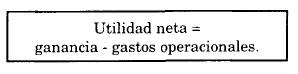 Utilidad neta =
ganancia - gastos operacionales.